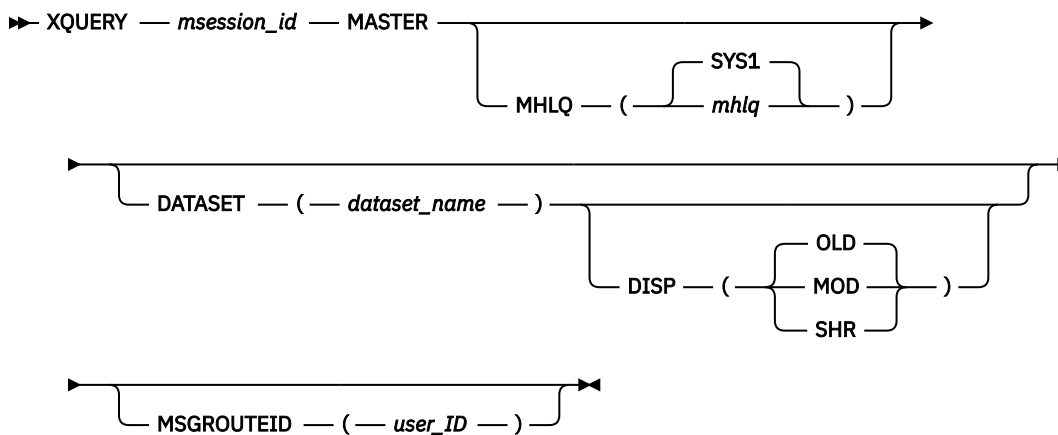 XQUERY msession_id MASTER
SYS1
MHLQ ( mhlq )
DATASET ( dataset_name )
OLD
DISP ( MOD )
SHR
MSGROUTEID ( user_ID )